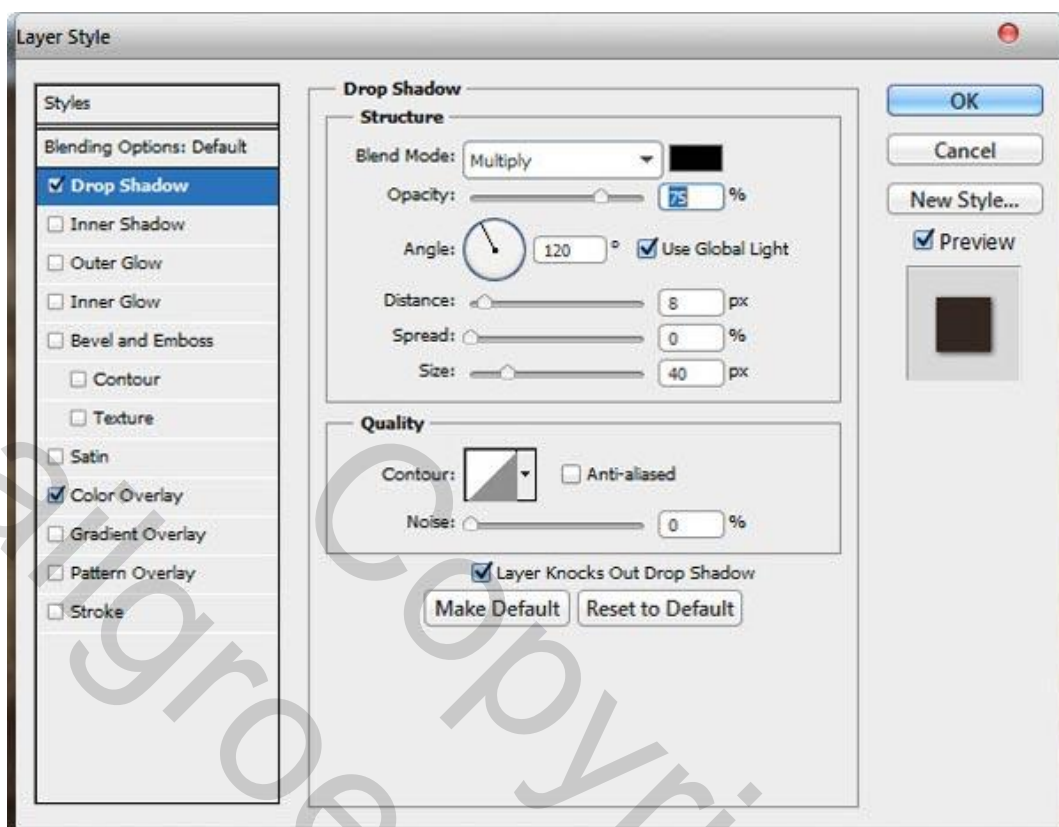 Layer Style
Styles
Blending Options: Default
Drop Shadow
Inner Shadow
Outer Glow
Inner Glow
Bevel and Emboss
Contour
Texture
Satin
Color Overlay
Gradient Overlay
Pattern Overlay
Stroke
Drop Shadow
Structure
Blend Mode: Multiply
Opacity: 75 %
Angle: 120 ° Use Global Light
Distance: 8 px
Spread: 0 %
Size: 40 px
Quality
Contour: Anti-aliased
Noise: 0 %
Layer Knocks Out Drop Shadow
Make Default Reset to Default
OK
Cancel
New Style...
Preview